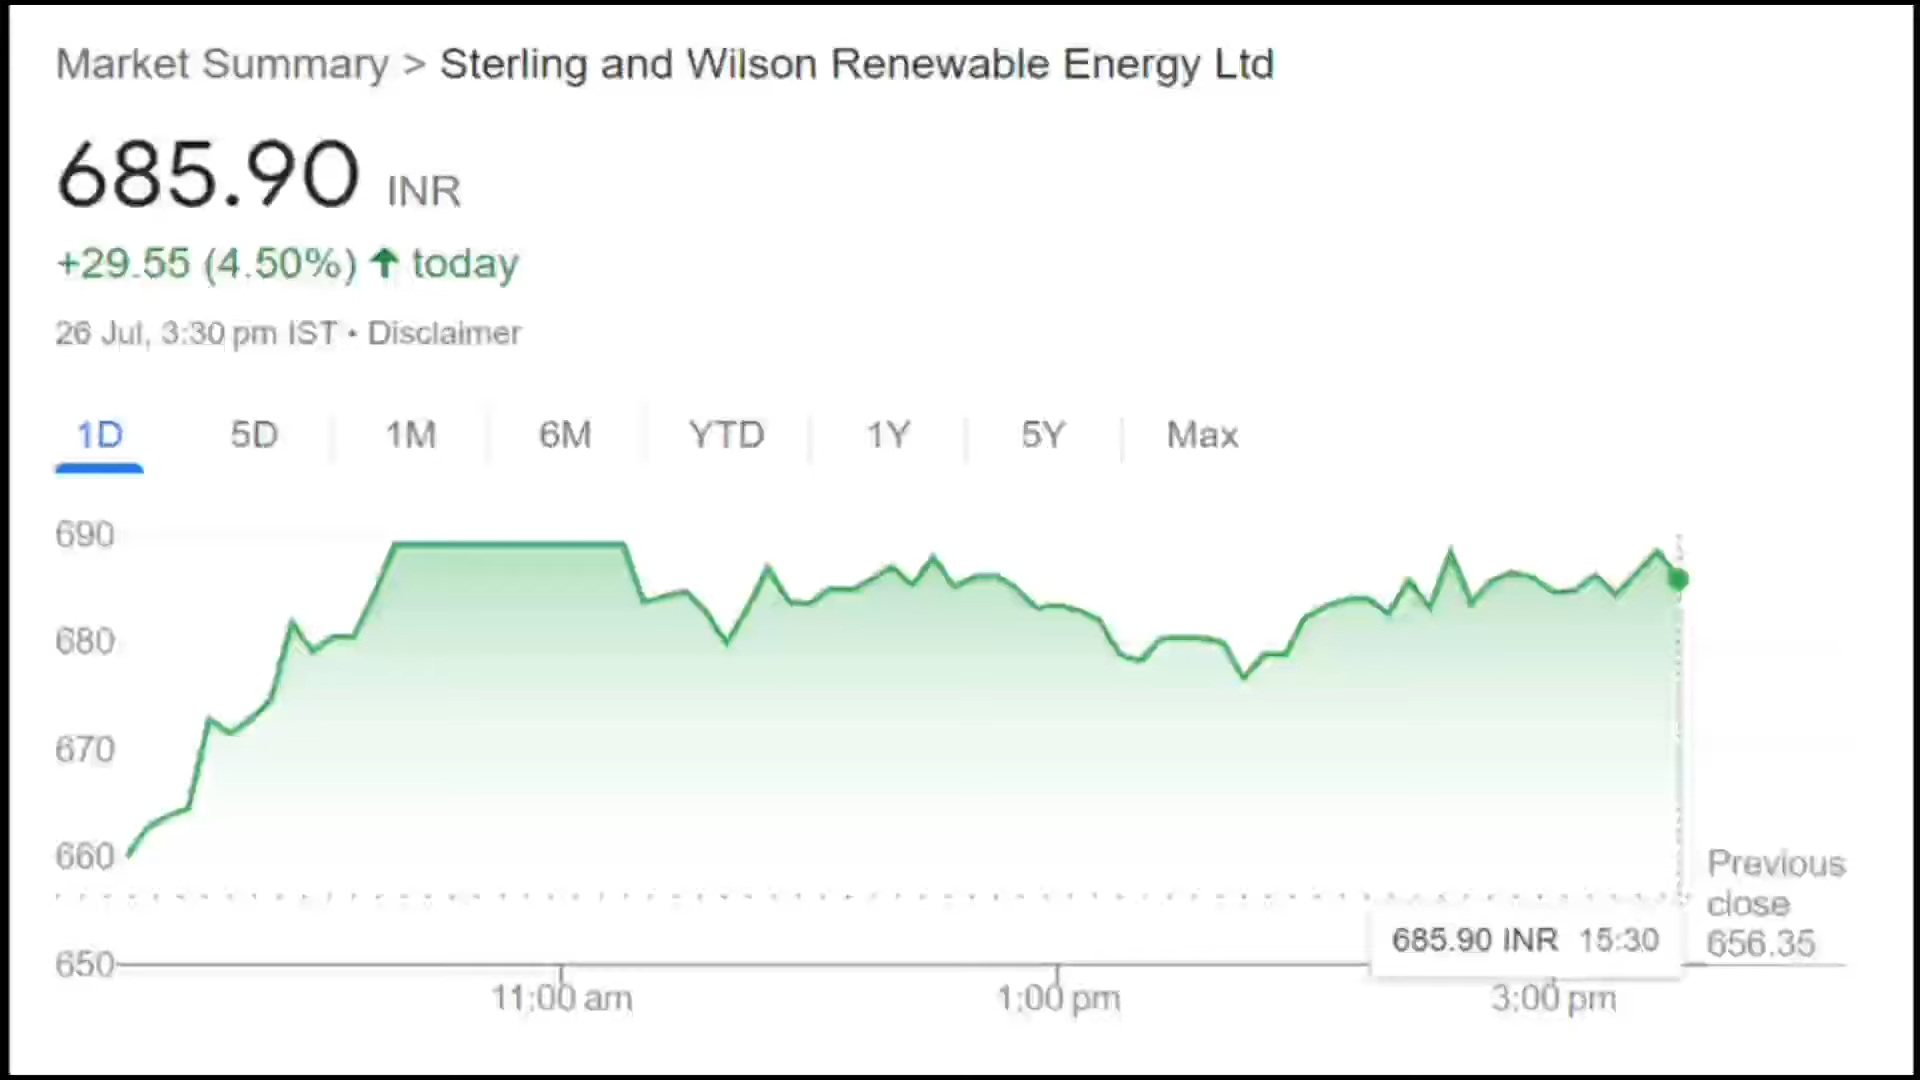 Market Summary > Sterling and Wilson Renewable Energy Ltd
685.90 INR
+29.55 (4.50%) ↑ today
26 Jul, 3:30 pm IST • Disclaimer
1D 5D 1M 6M YTD 1Y 5Y Max
690
680
670
660
650
Previous
close
656.35
685.90 INR 15:30
11:00 am 1:00 pm 3:00 pm